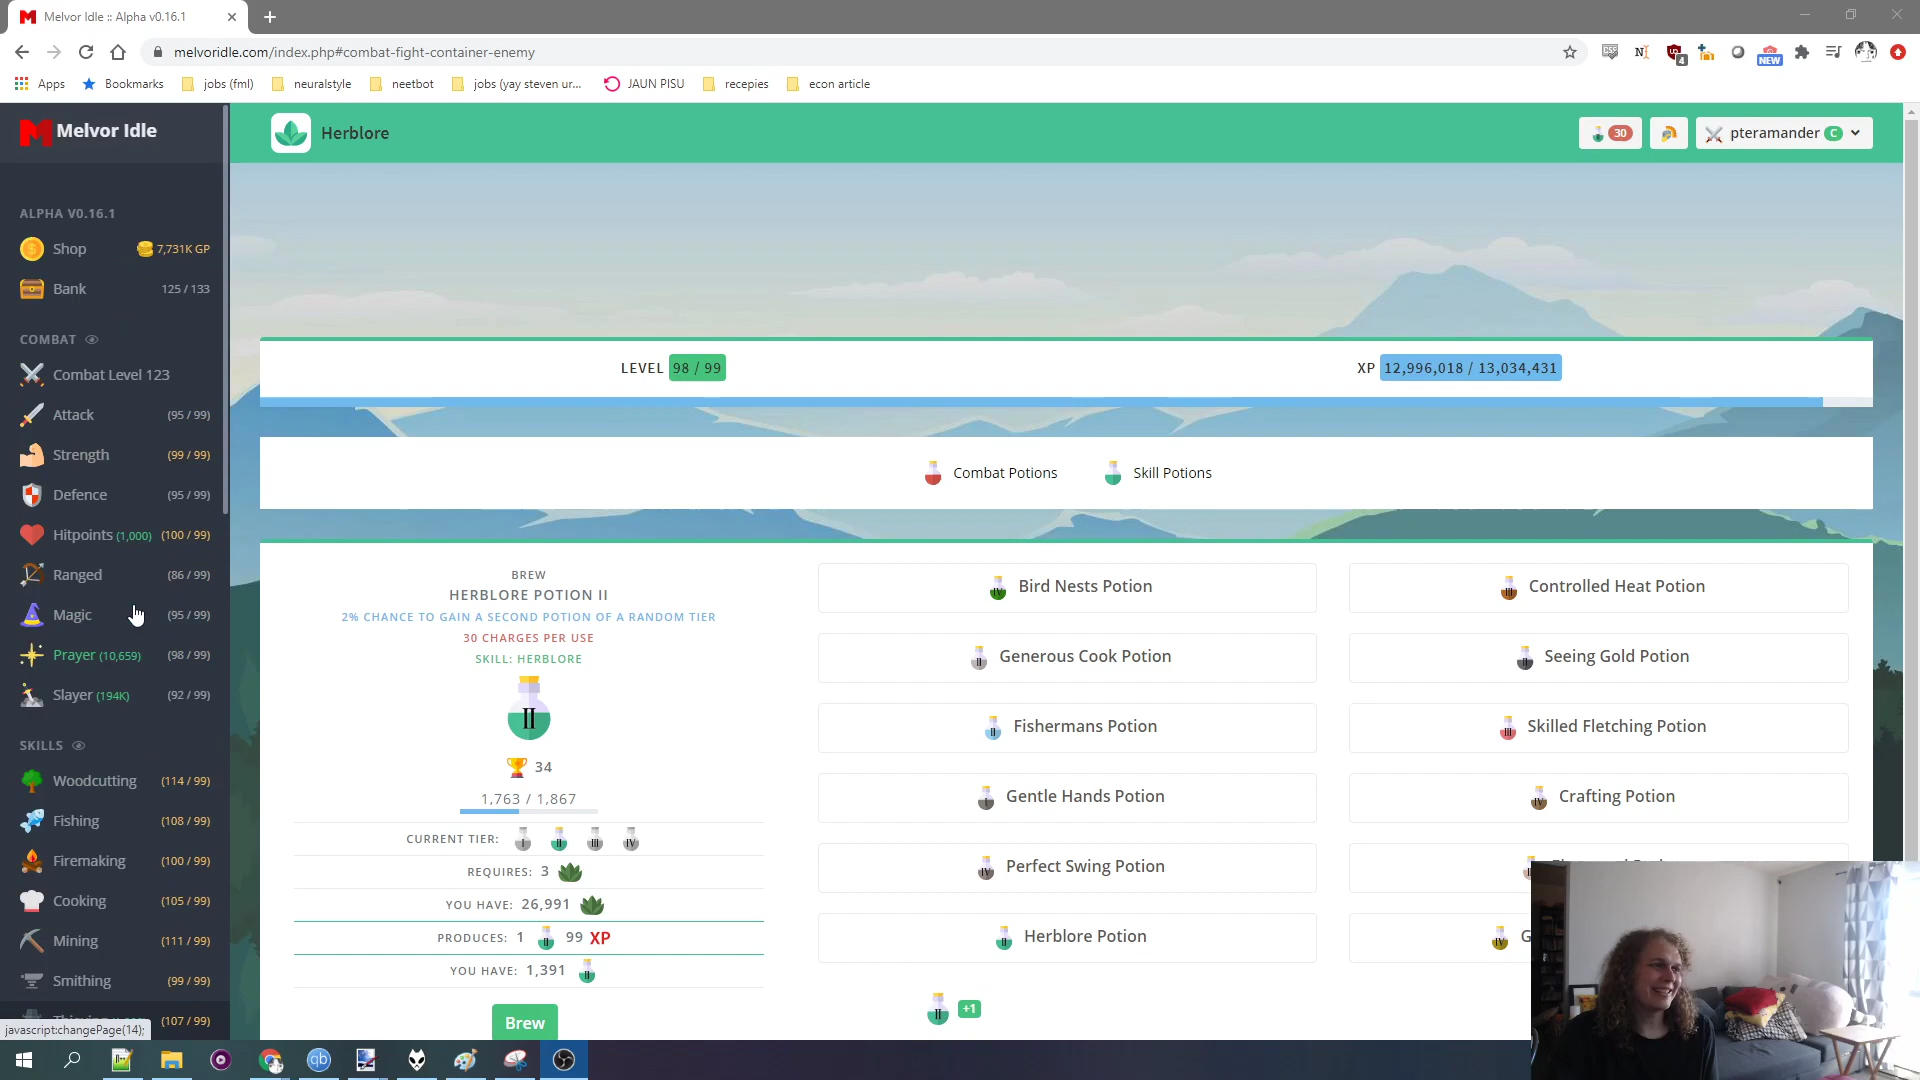 Melvor Idle :: Alpha v0.16.1
melvoridle.com/index.php#combat-fight-container-enemy
4
NEW
Apps
Bookmarks
jobs (fml)
neuralstyle
neetbot
jobs (yay steven ur...
JAUN PISU
recepies
econ article
Melvor Idle
Herblore
30
pteramander C
ALPHA V0.16.1
Shop 7,731K GP
Bank 125 / 133
COMBAT
Combat Level 123
Attack (95 / 99)
Strength (99 / 99)
Defence (95 / 99)
Hitpoints (1,000) (100 / 99)
Ranged (86 / 99)
Magic (95 / 99)
Prayer (10,659) (98 / 99)
Slayer (194K) (92 / 99)
SKILLS
Woodcutting (114 / 99)
Fishing (108 / 99)
Firemaking (100 / 99)
Cooking (105 / 99)
Mining (111 / 99)
Smithing (99 / 99)
(107 / 99)
javascript:changePage(14);
LEVEL 98 / 99
XP 12,996,018 / 13,034,431
Combat Potions
Skill Potions
BREW
HERBLORE POTION II
2% CHANCE TO GAIN A SECOND POTION OF A RANDOM TIER
30 CHARGES PER USE
SKILL: HERBLORE
II
34
1,763 / 1,867
CURRENT TIER: I II III IV
REQUIRES: 3
YOU HAVE: 26,991
PRODUCES: 1 99 XP
YOU HAVE: 1,391
Brew
Bird Nests Potion
Controlled Heat Potion
Generous Cook Potion
Seeing Gold Potion
Fishermans Potion
Skilled Fletching Potion
Gentle Hands Potion
Crafting Potion
Perfect Swing Potion
Herblore Potion
G
II +1
qb